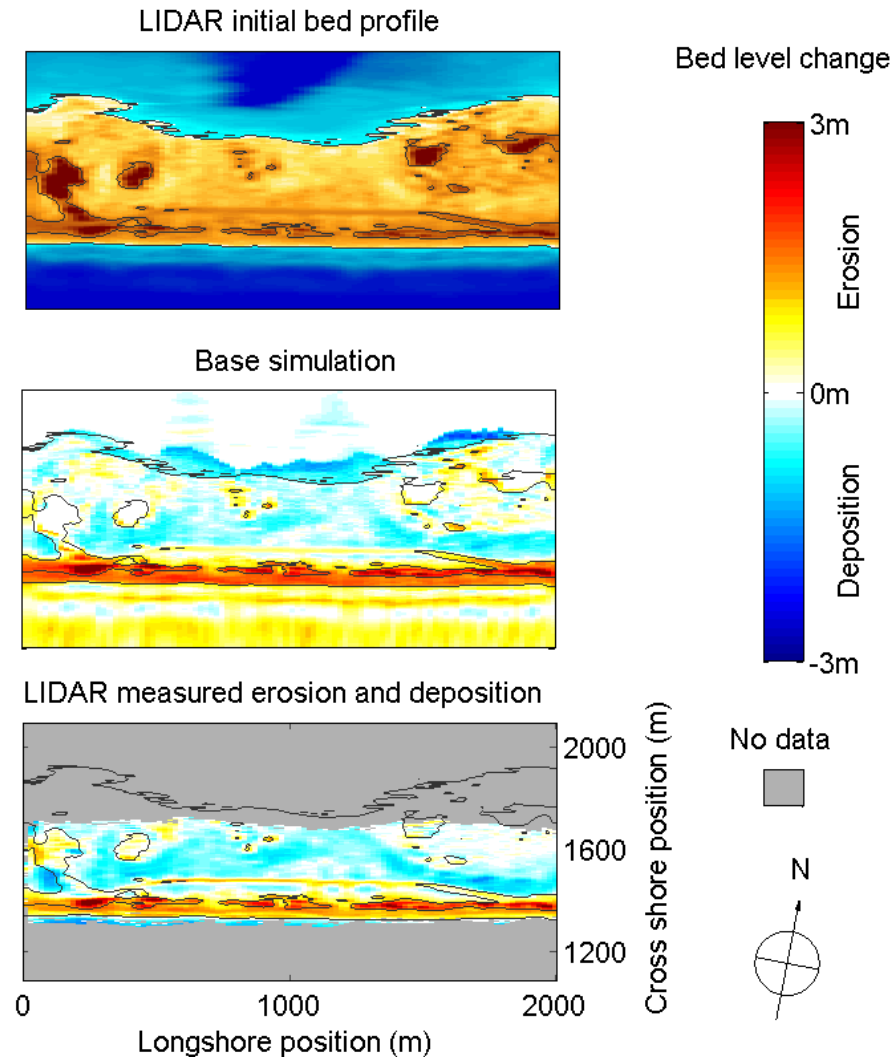 LIDAR initial bed profile
Bed level change
3m
Erosion
0m
Deposition
-3m
Base simulation
LIDAR measured erosion and deposition
2000
1600
1200
Cross shore position (m)
0
1000
2000
Longshore position (m)
No data
N